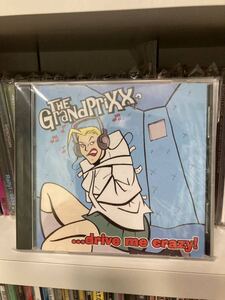 THE
GRANDPRIXX
...drive me crazy!